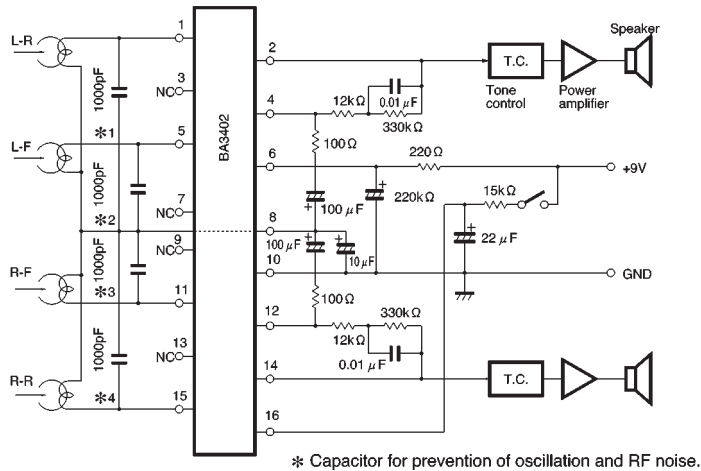 L-R
1
1000pF
NC
3
*1
L-F
5
1000pF
NC
7
*2
NC
9
1000pF
R-F
*3
11
1000pF
NC
13
R-R
*4
15
BA3402
2
4
6
8
10
12
14
16
12kΩ
0.01 μF
330kΩ
100Ω
+
100 μF
+
220kΩ
220Ω
+9V
15kΩ
+
22 μF
100 μF
+
+
10 μF
GND
100Ω
330kΩ
12kΩ
0.01 μF
T.C.
Tone
control
Power
amplifier
Speaker
T.C.
* Capacitor for prevention of oscillation and RF noise.